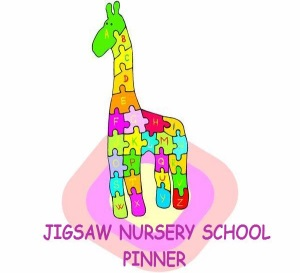 A
B
C
D
E
F H I
K M
P Q
W X Y Z
JIGSAW NURSERY SCHOOL
PINNER